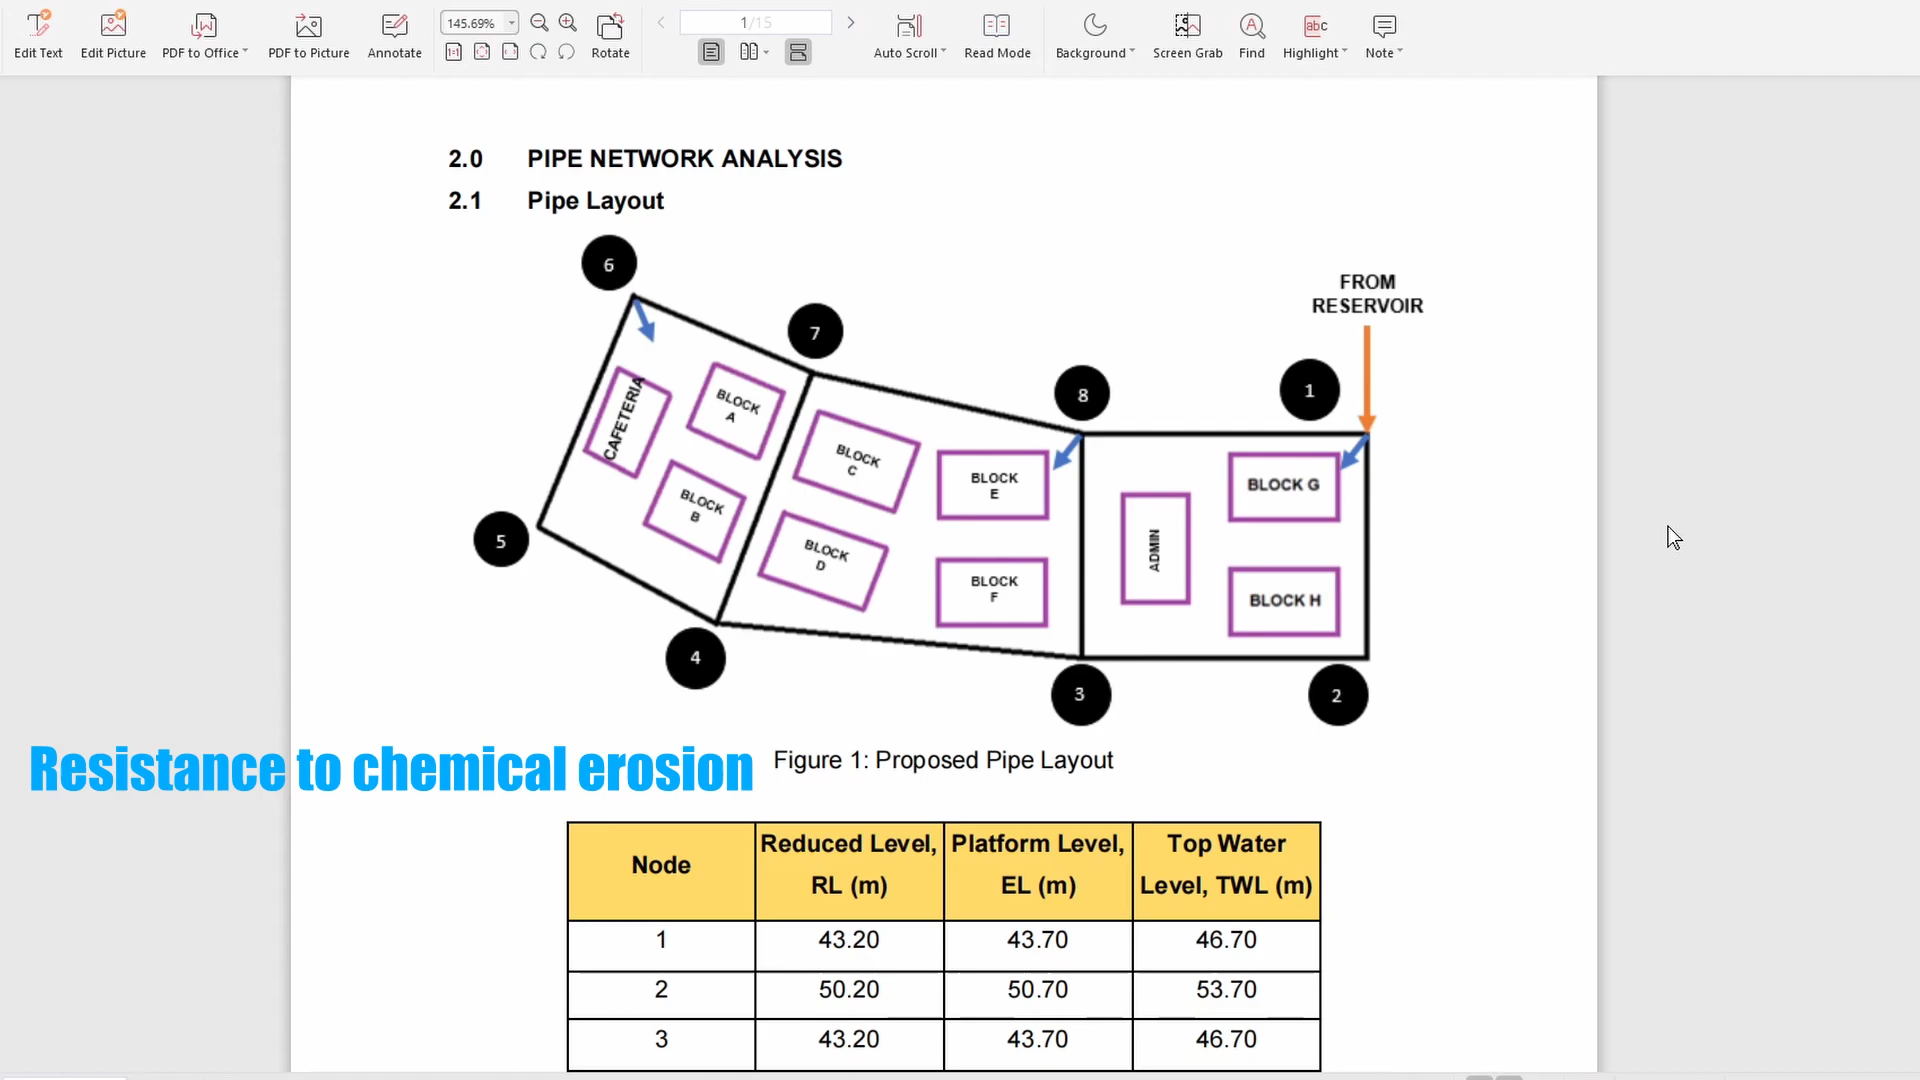 Edit Text
Edit Picture
PDF to Office
PDF to Picture
Annotate
145.69%
Rotate
1/15
Auto Scroll
Read Mode
Background
Screen Grab
Find
Highlight
Note
2.0 PIPE NETWORK ANALYSIS
2.1 Pipe Layout
6
7
8
1
FROM
RESERVOIR
CAFETERIA
BLOCK
A
BLOCK
B
BLOCK
C
BLOCK
D
BLOCK
E
BLOCK
F
ADMIN
BLOCK G
BLOCK H
5
4
3
2
Figure 1: Proposed Pipe Layout
Resistance to chemical erosion
Node Reduced Level, RL (m) Platform Level, EL (m) Top Water Level, TWL (m)
1 43.20 43.70 46.70
2 50.20 50.70 53.70
3 43.20 43.70 46.70